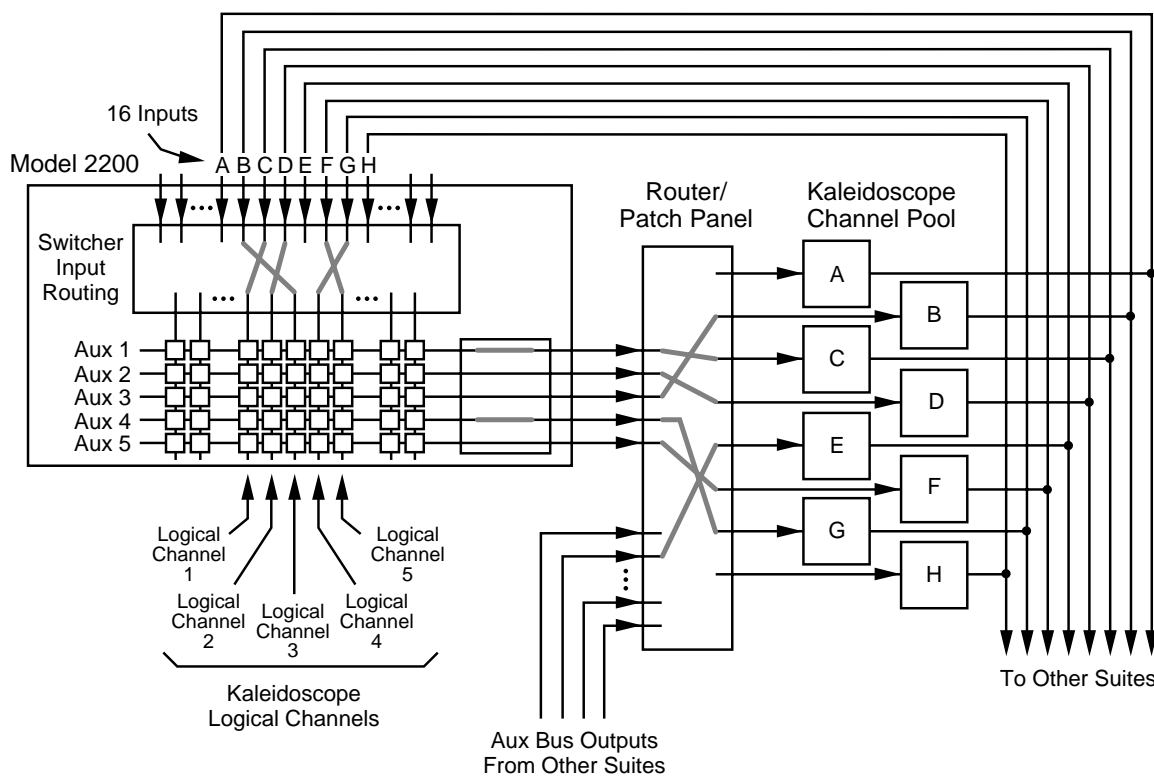 16 Inputs
A B C D E F G H
Model 2200
Router/
Patch Panel
Kaleidoscope
Channel Pool
Switcher
Input
Routing
A
B
C
D
E
F
G
H
Aux 1
Aux 2
Aux 3
Aux 4
Aux 5
Logical
Channel
1
Logical
Channel
2
Logical
Channel
3
Logical
Channel
4
Logical
Channel
5
Kaleidoscope
Logical Channels
Aux Bus Outputs
From Other Suites
To Other Suites